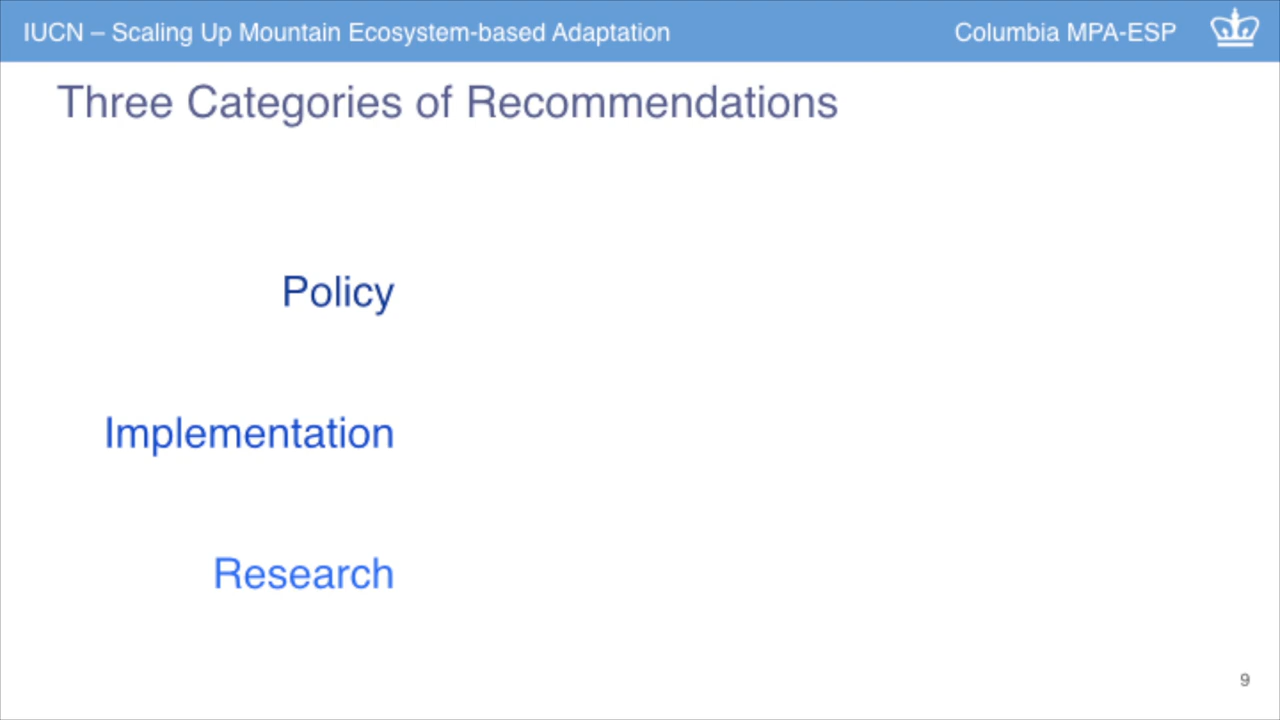 IUCN – Scaling Up Mountain Ecosystem-based Adaptation
Columbia MPA-ESP
Three Categories of Recommendations
Policy
Implementation
Research
9